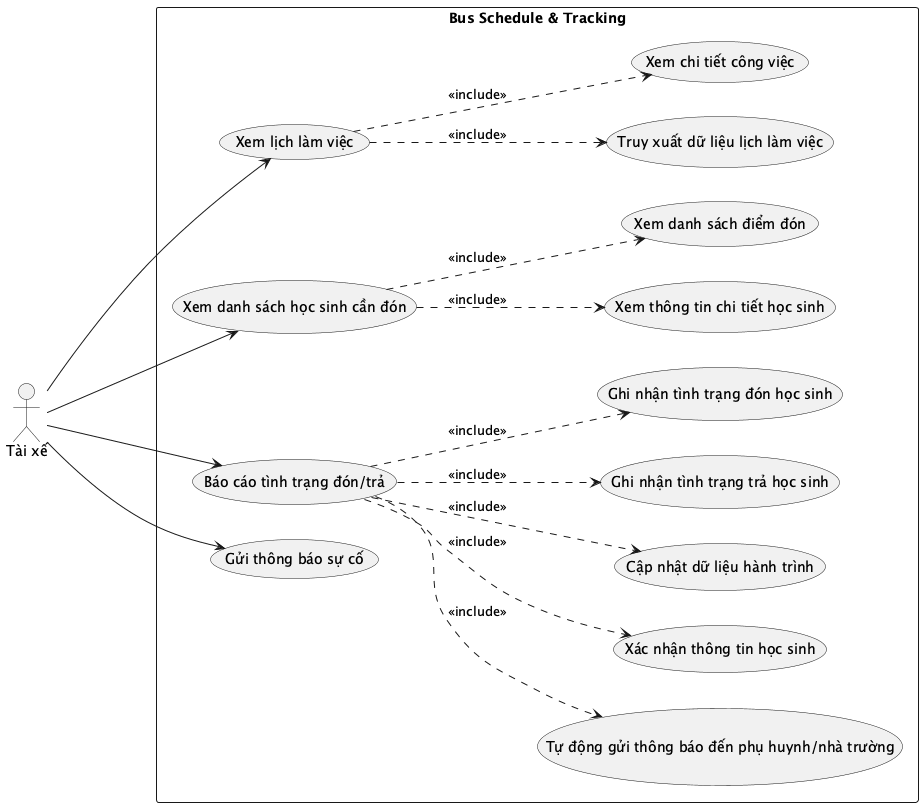 Bus Schedule & Tracking
Xem chi tiết công việc
«include»
Xem lịch làm việc
«include»
Truy xuất dữ liệu lịch làm việc
Xem danh sách điểm đón
«include»
Xem danh sách học sinh cần đón
«include»
Xem thông tin chi tiết học sinh
Tài xế
Ghi nhận tình trạng đón học sinh
«include»
Báo cáo tình trạng đón/trả
«include»
Ghi nhận tình trạng trả học sinh
«include»
«include»
Gửi thông báo sự cố
Cập nhật dữ liệu hành trình
«include»
Xác nhận thông tin học sinh
Tự động gửi thông báo đến phụ huynh/nhà trường